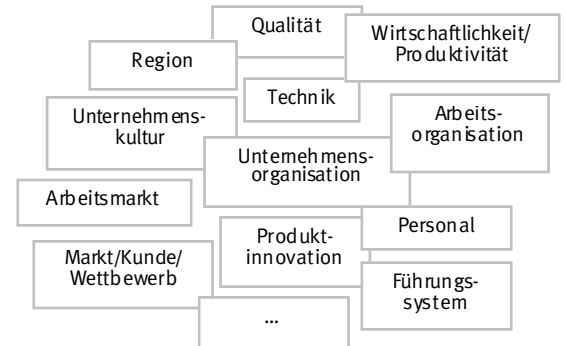 Qualität
Wirtschaftlichkeit/
Produktivität
Region
Technik
Unternehmens-
kultur
Arbeits-
organisation
Unternehmens-
organisation
Arbeitsmarkt
Personal
Produkt-
innovation
Markt/Kunde/
Wettbewerb
Führungs-
system
...